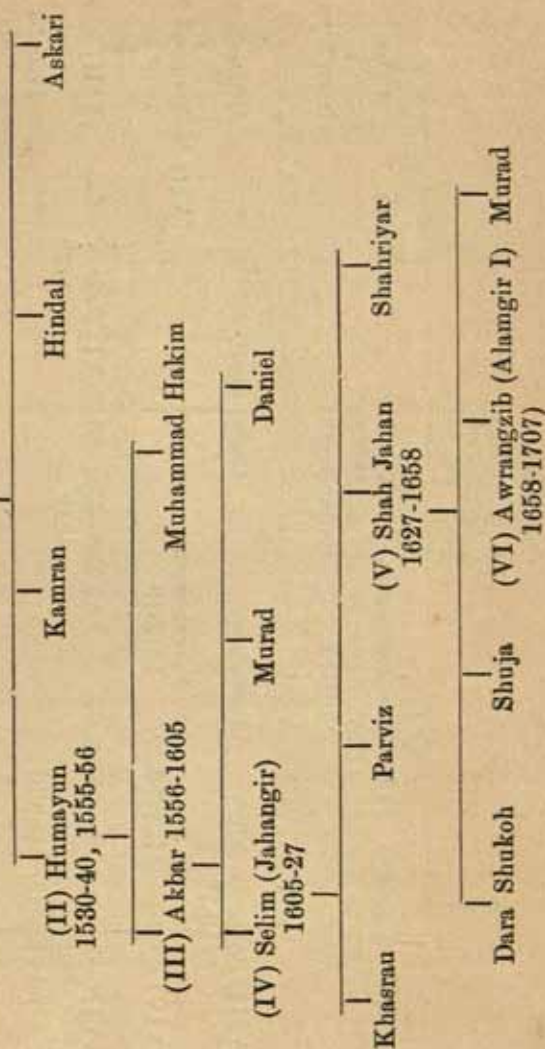 (II) Humayun Kamran Hindal Askari
1530-40, 1555-56
(III) Akbar 1556-1605 Muhammad Hakim
(IV) Selim (Jahangir) Murad Daniel
1605-27
Khasrau Parviz (V) Shah Jahan Shahriyar
1627-1658
Dara Shukoh Shuja (VI) Awrangzib (Alamgir I) Murad
1658-1707)